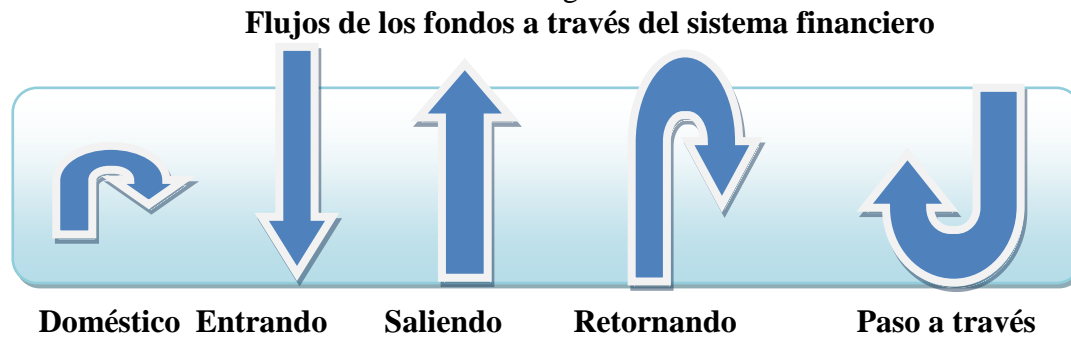 Flujos de los fondos a través del sistema financiero
Doméstico Entrando Saliendo Retornando Paso a través